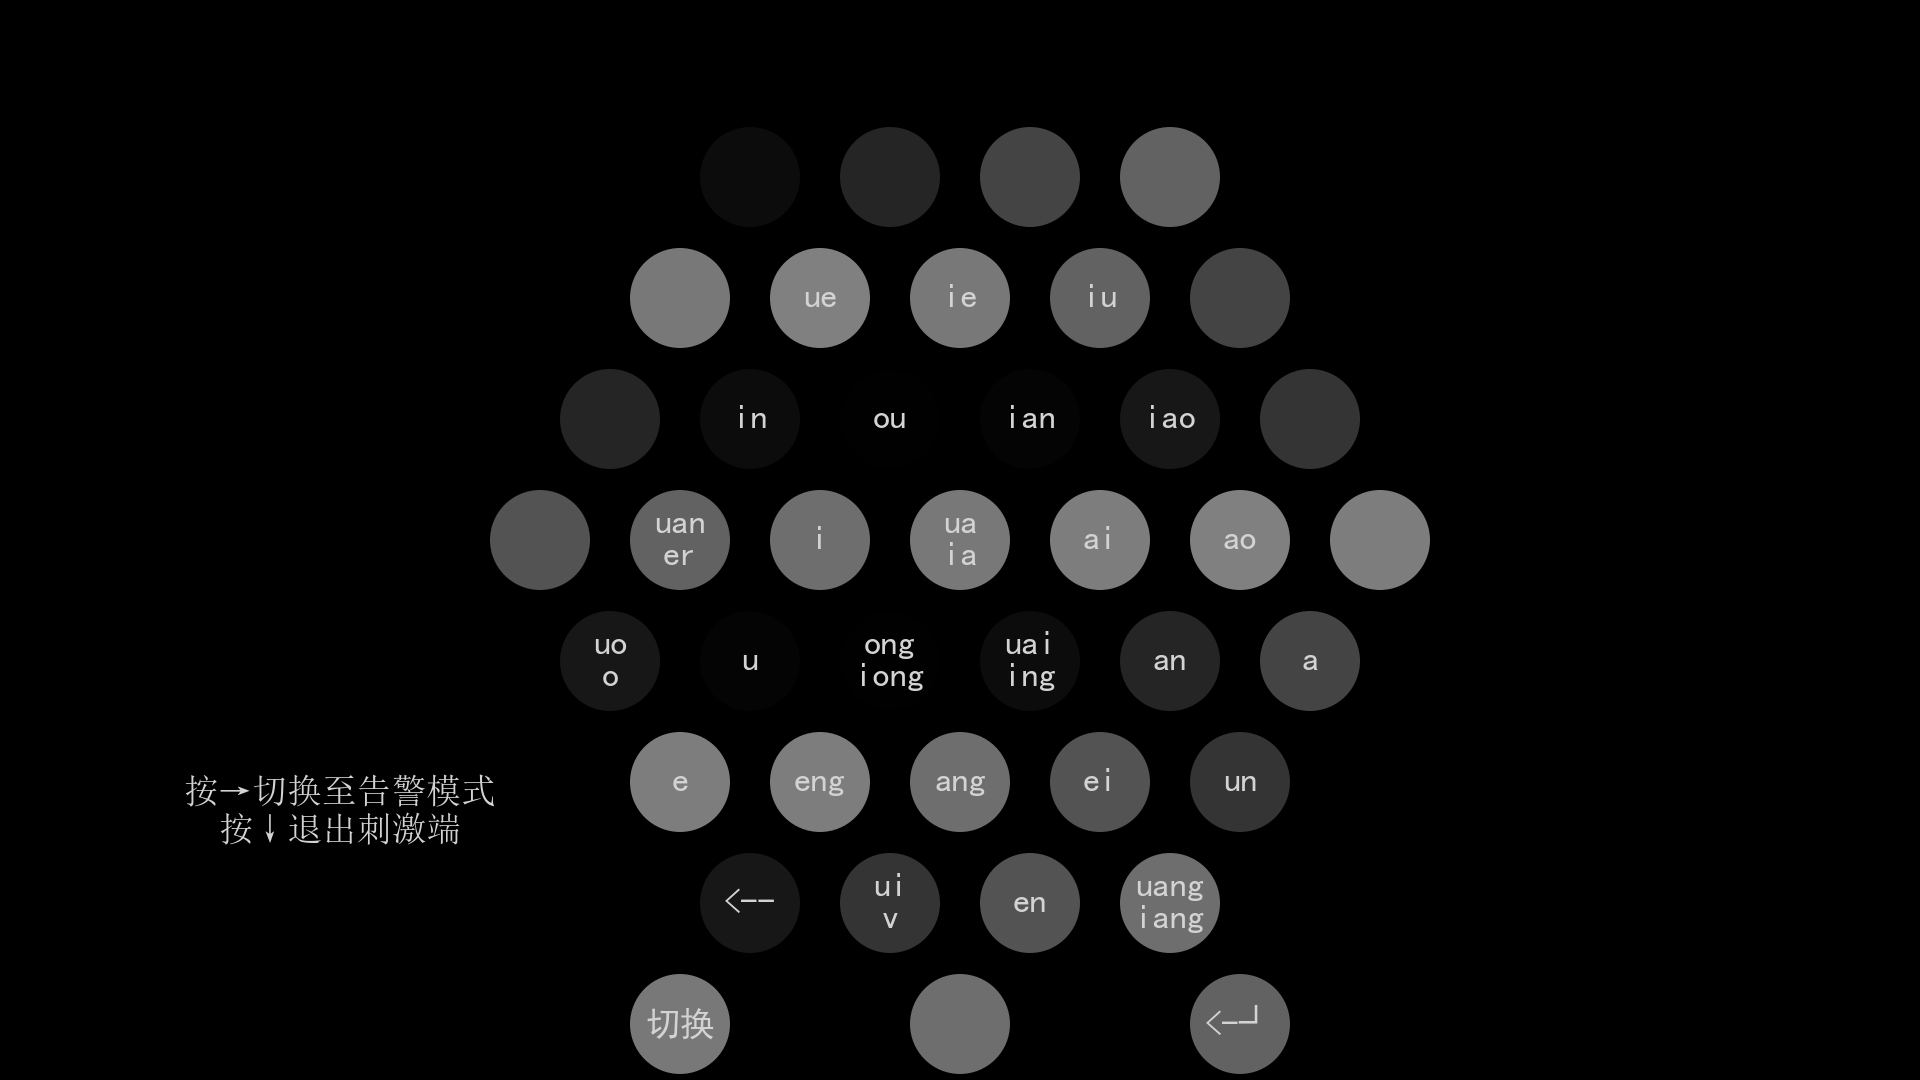 ue
ie
iu
in
ou
ian
iao
uan
er
i
ua
ia
ai
ao
uo
o
u
ong
iong
uai
ing
an
a
e
eng
ang
ei
un
按→切换至告警模式
按↓退出刺激端
<--
ui
v
en
uang
iang
切换
<-┘